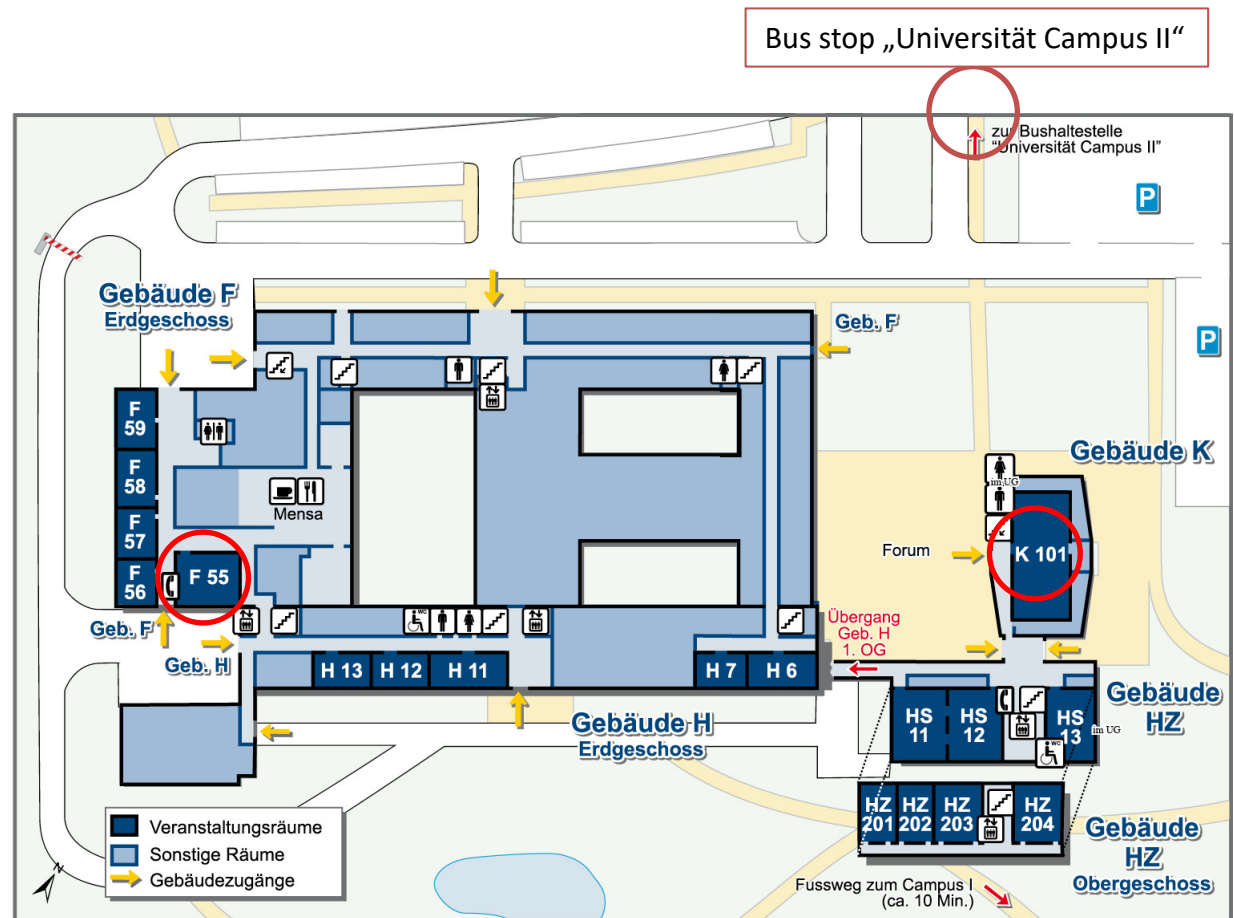 Bus stop „Universität Campus II“
zur Bushaltestelle
"Universität Campus II"
P
Gebäude F
Erdgeschoss
Geb. F
P
F
59
F
58
F
57
F
56
F 55
Mensa
Gebäude K
im UG
Forum
K 101
Geb. F
Geb. H
WC
H 13
H 12
H 11
H 7
H 6
Übergang
Geb. H
1. OG
Gebäude H
Erdgeschoss
HS
11
HS
12
HS
13
im UG
WC
Gebäude
HZ
HZ
201
HZ
202
HZ
203
HZ
204
Gebäude
HZ
Obergeschoss
Veranstaltungsräume
Sonstige Räume
Gebäudezugänge
N
Fussweg zum Campus I
(ca. 10 Min.)